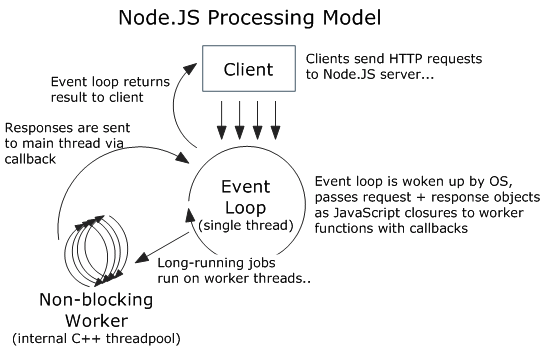 Node.JS Processing Model
Client
Clients send HTTP requests
to Node.JS server...
Event loop returns
result to client
Responses are sent
to main thread via
callback
Event
Loop
(single thread)
Event loop is woken up by OS,
passes request + response objects
as JavaScript closures to worker
functions with callbacks
Long-running jobs
run on worker threads..
Non-blocking
Worker
(internal C++ threadpool)